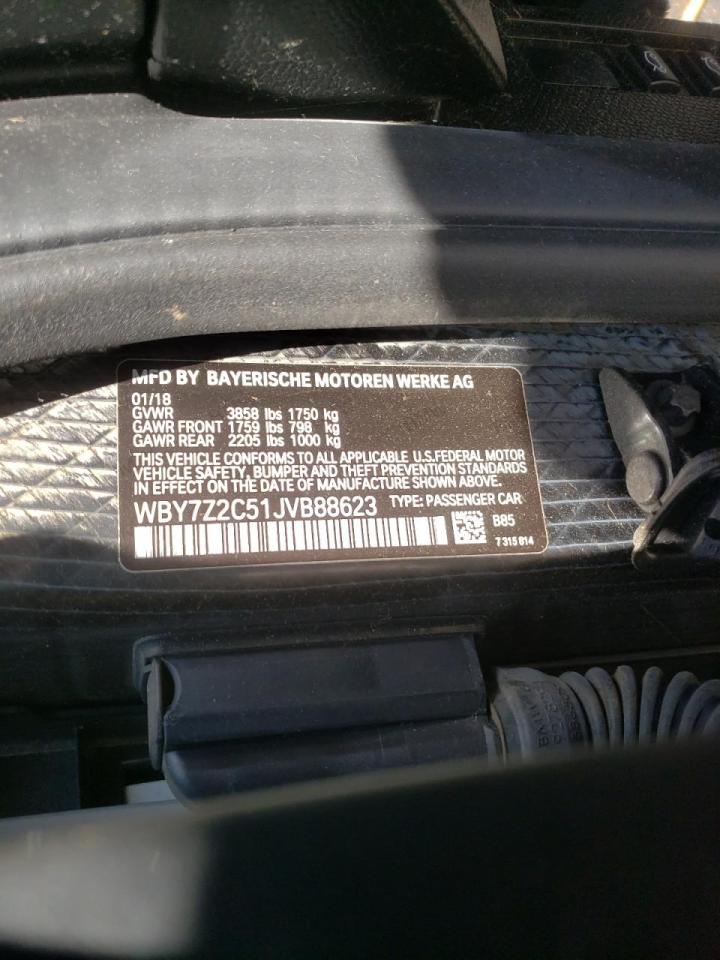 MFD BY BAYERISCHE MOTOREN WERKE AG
01/18
GVWR 3858 lbs 1750 kg
GAWR FRONT 1759 lbs 798 kg
GAWR REAR 2205 lbs 1000 kg
THIS VEHICLE CONFORMS TO ALL APPLICABLE U.S.FEDERAL MOTOR
VEHICLE SAFETY, BUMPER AND THEFT PREVENTION STANDARDS
IN EFFECT ON THE DATE OF MANUFACTURE SHOWN ABOVE.
WBY7Z2C51JVB88623 TYPE: PASSENGER CAR
B85
7 315 814